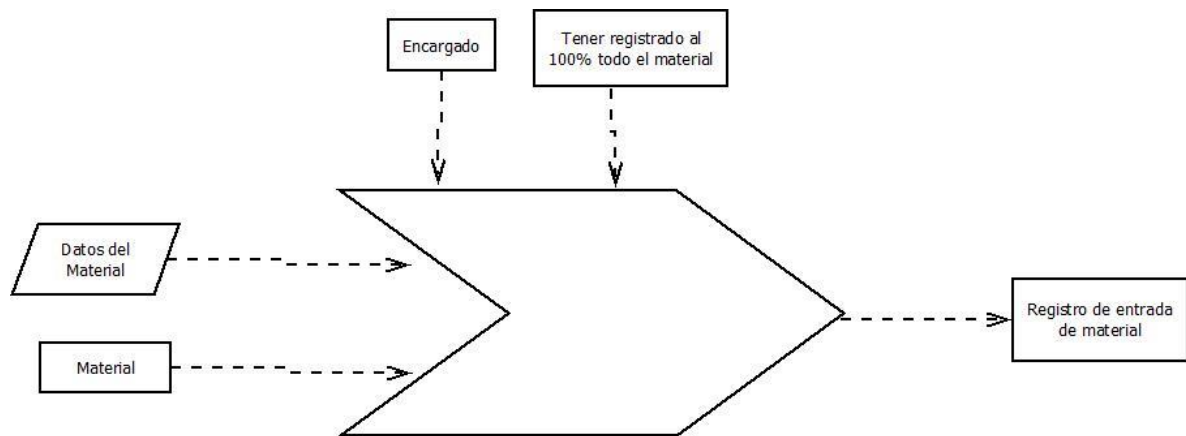 Encargado
Tener registrado al
100% todo el material
Datos del
Material
Material
Registro de entrada
de material